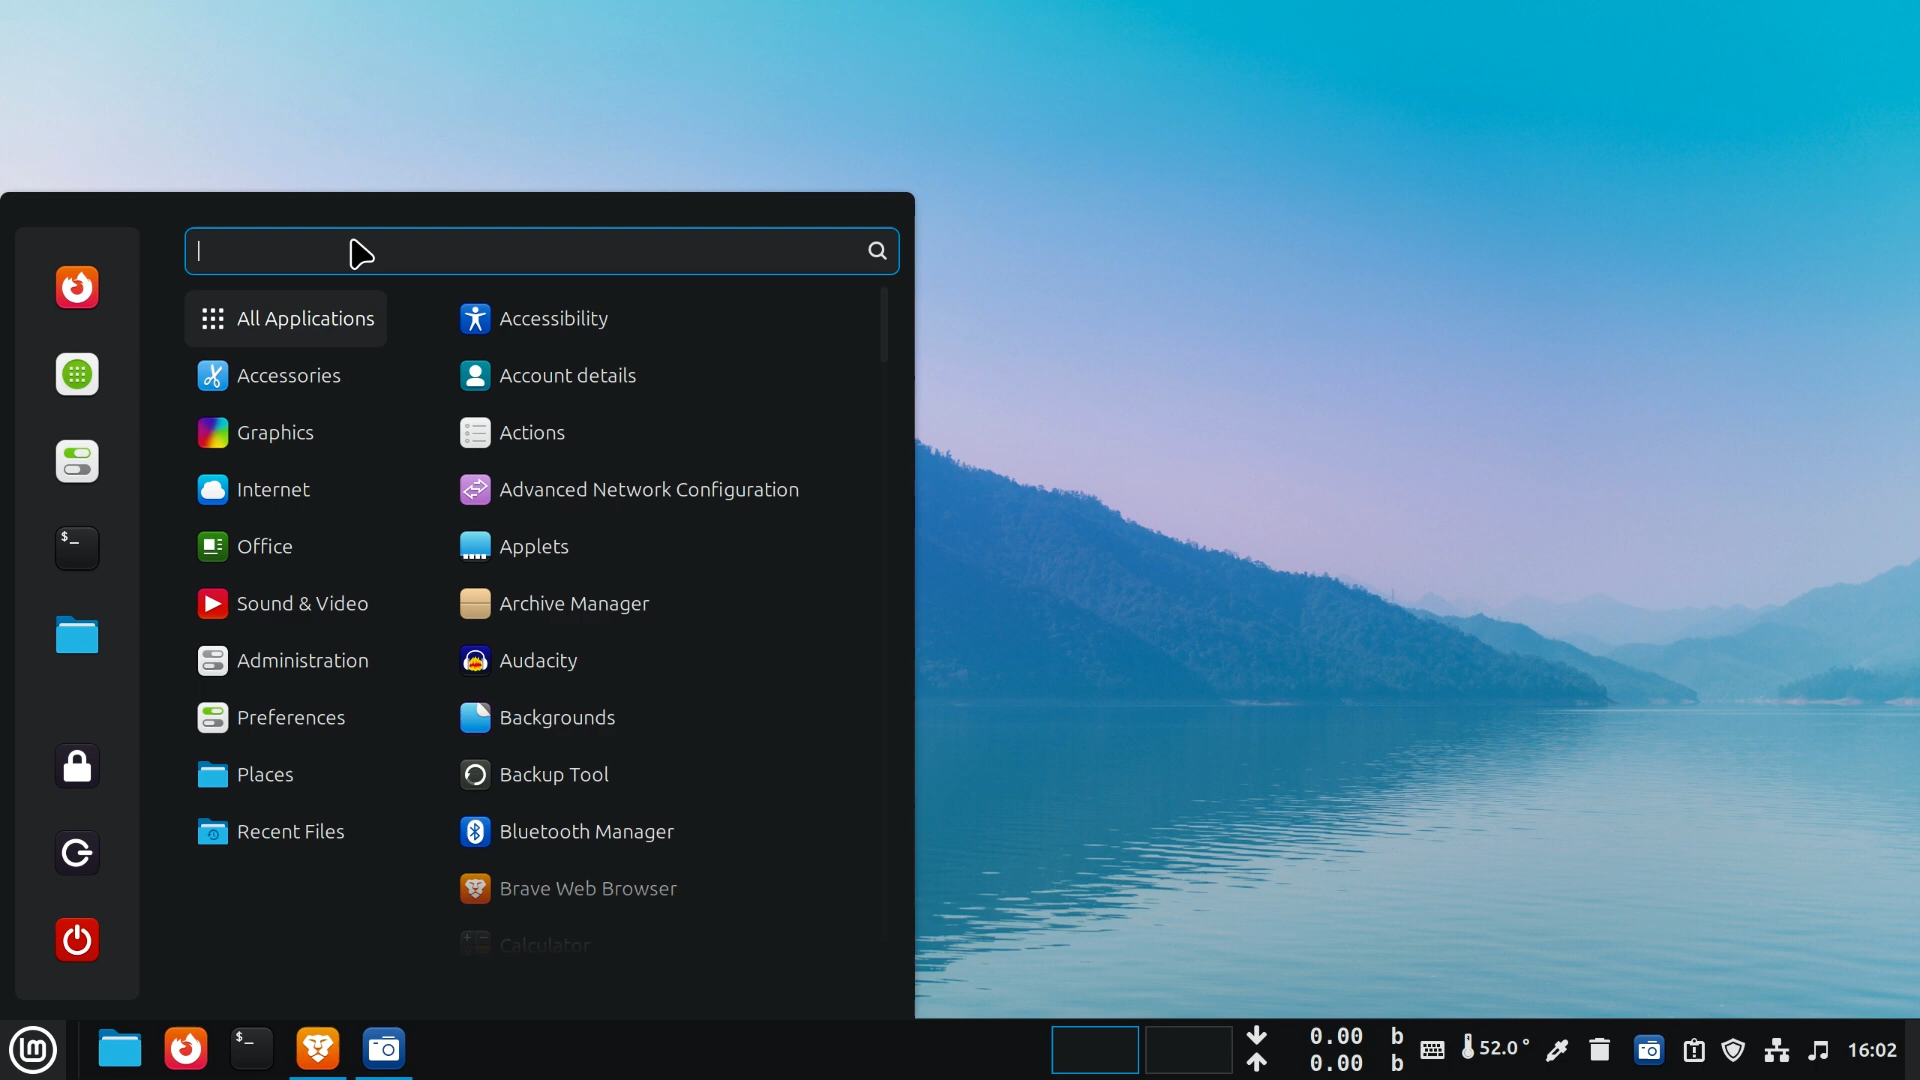 All Applications
Accessories
Graphics
Internet
Office
Sound & Video
Administration
Preferences
Places
Recent Files
Accessibility
Account details
Actions
Advanced Network Configuration
Applets
Archive Manager
Audacity
Backgrounds
Backup Tool
Bluetooth Manager
Brave Web Browser
Calculator
$_
$_
lm
0.00 b
0.00 b
52.0°
16:02